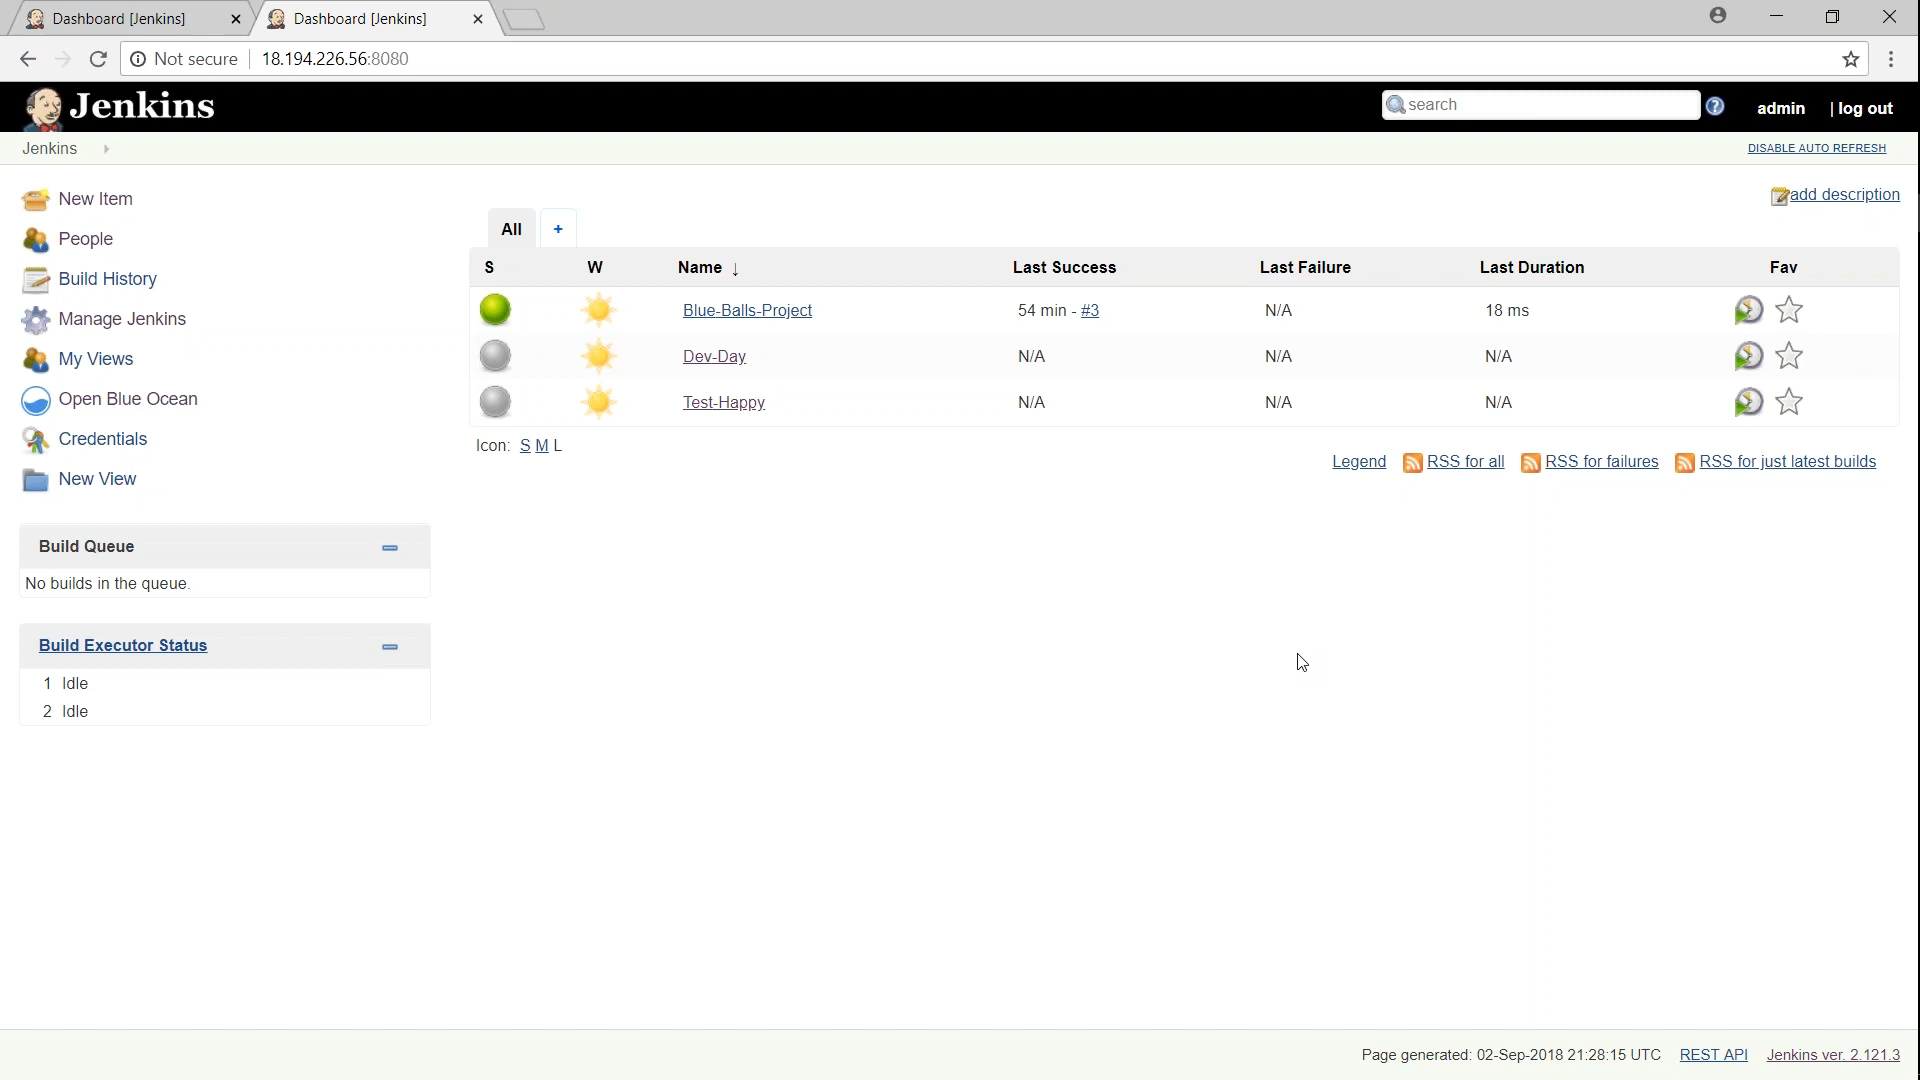 Dashboard [Jenkins]
Dashboard [Jenkins]
Not secure 18.194.226.56:8080
Jenkins
search
admin | log out
Jenkins
DISABLE AUTO REFRESH
New Item
People
Build History
Manage Jenkins
My Views
Open Blue Ocean
Credentials
New View
Build Queue
No builds in the queue.
Build Executor Status
1 Idle
2 Idle
add description
All +
S W Name ↓ Last Success Last Failure Last Duration Fav
Blue-Balls-Project 54 min - #3 N/A 18 ms
Dev-Day N/A N/A N/A
Test-Happy N/A N/A N/A
Icon: S M L
Legend RSS for all RSS for failures RSS for just latest builds
Page generated: 02-Sep-2018 21:28:15 UTC REST API Jenkins ver. 2.121.3